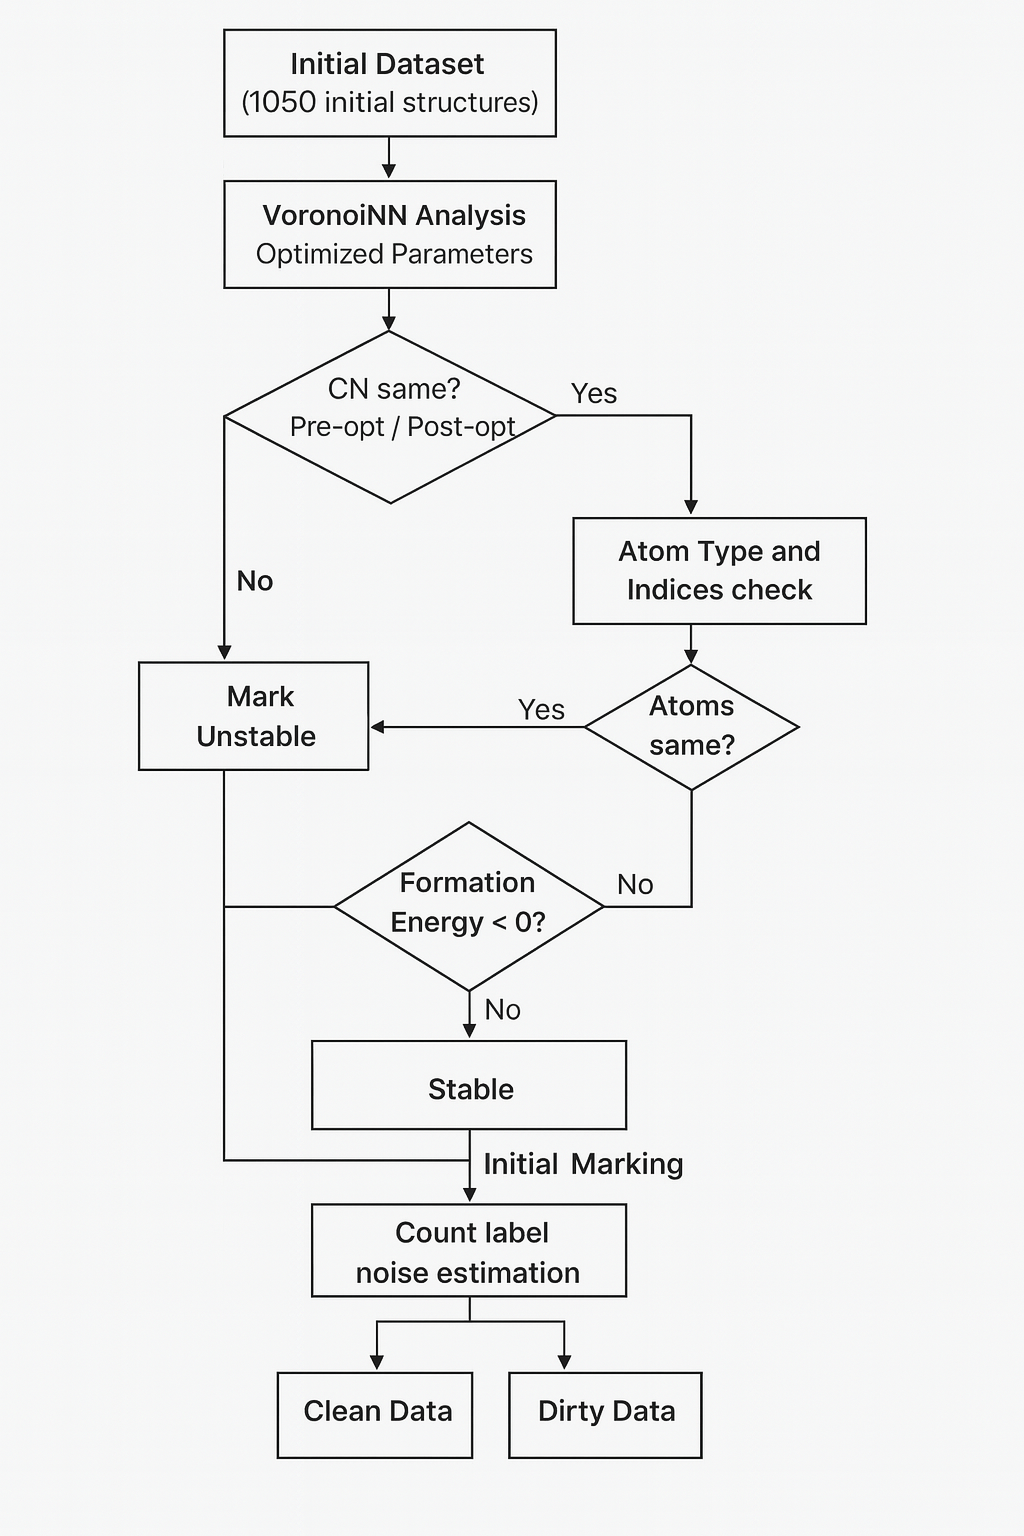 Initial Dataset
(1050 initial structures)
VoronoiNN Analysis
Optimized Parameters
CN same?
Pre-opt / Post-opt
Yes
No
Atom Type and
Indices check
Mark
Unstable
Yes
Atoms
same?
Formation
Energy < 0?
No
No
Stable
Initial Marking
Count label
noise estimation
Clean Data
Dirty Data